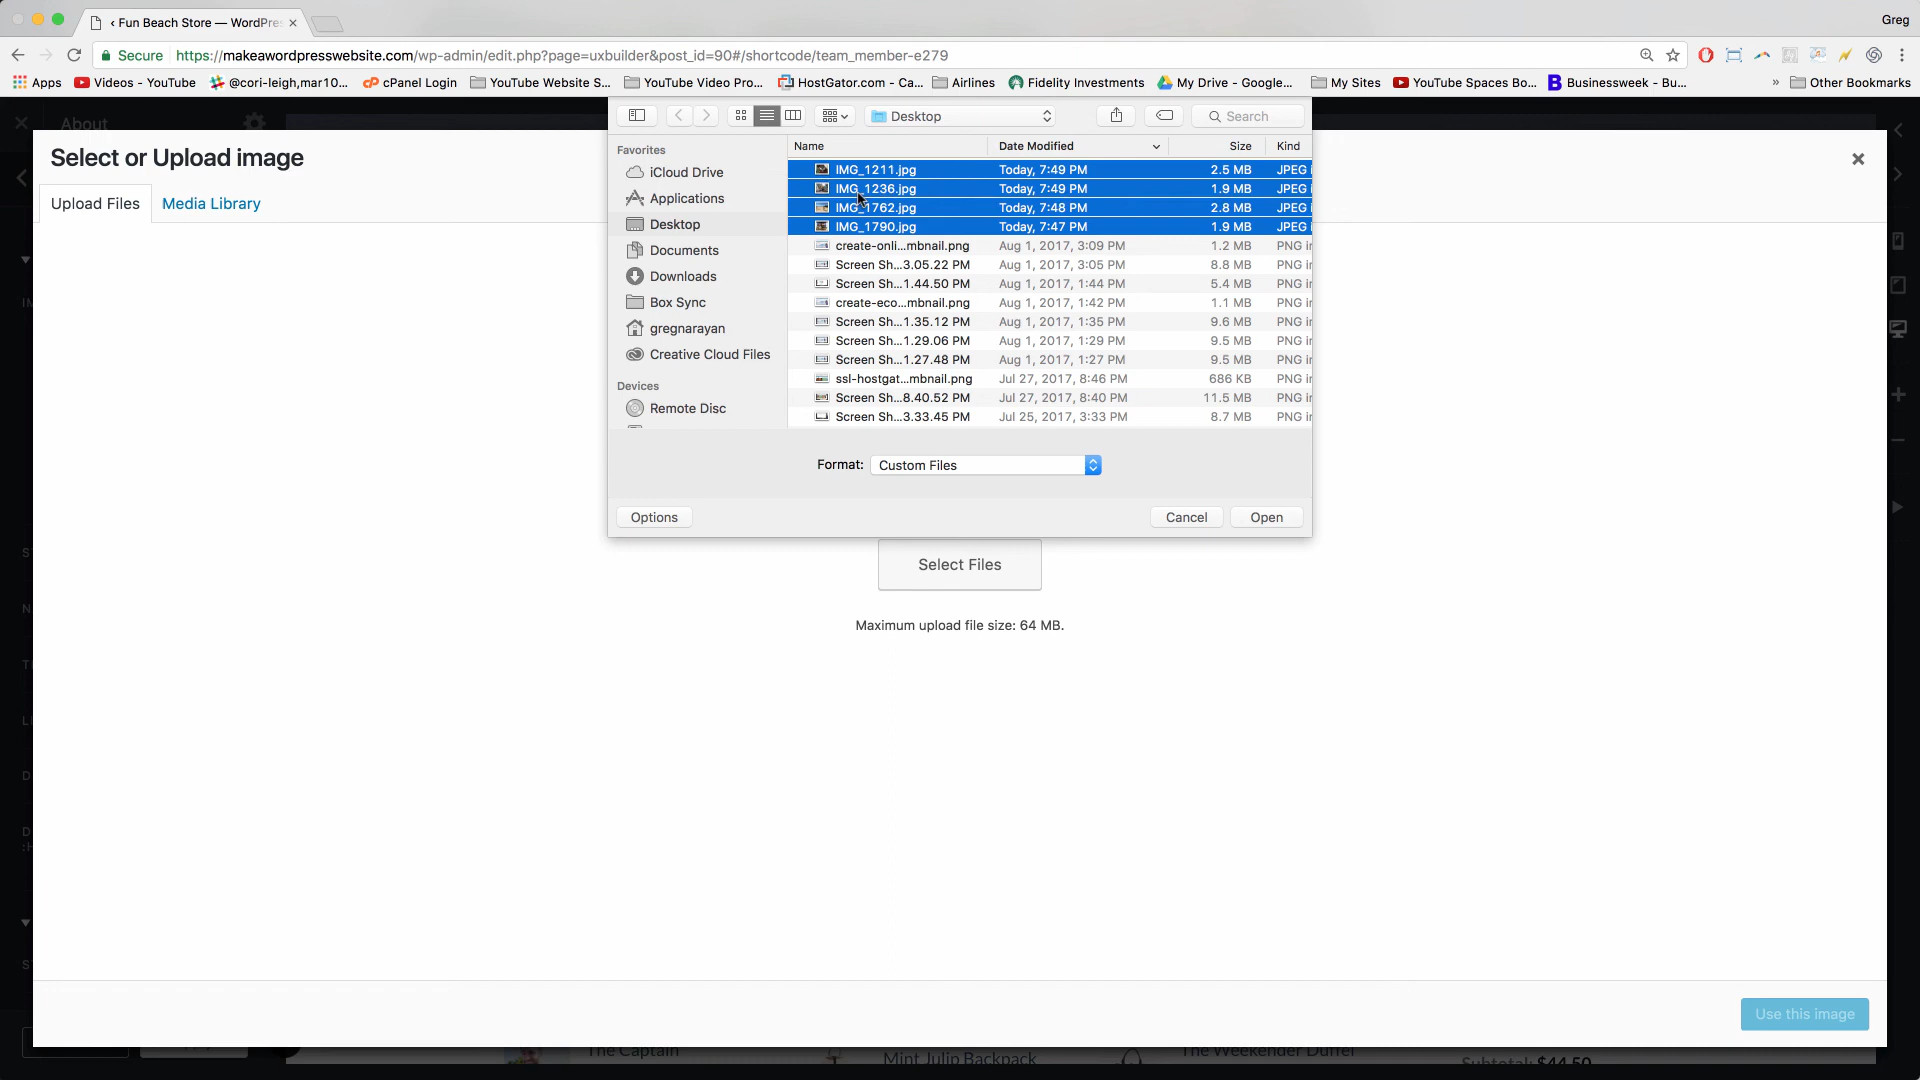 ‹ Fun Beach Store — WordPre
Greg
Secure https://makeawordpresswebsite.com/wp-admin/edit.php?page=uxbuilder&post_id=90#/shortcode/team_member-e279
Apps Videos - YouTube @cori-leigh,mar10... cPanel Login YouTube Website S... YouTube Video Pro... HostGator.com - Ca... Airlines Fidelity Investments My Drive - Google... My Sites YouTube Spaces Bo... Businessweek - Bu... » Other Bookmarks
About
Desktop
Search
Select or Upload image
Upload Files Media Library
Favorites
iCloud Drive
Applications
Desktop
Documents
Downloads
Box Sync
gregnarayan
Creative Cloud Files
Devices
Remote Disc
Name Date Modified Size Kind
IMG_1211.jpg Today, 7:49 PM 2.5 MB JPEG i
IMG_1236.jpg Today, 7:49 PM 1.9 MB JPEG i
IMG_1762.jpg Today, 7:48 PM 2.8 MB JPEG i
IMG_1790.jpg Today, 7:47 PM 1.9 MB JPEG i
create-onli...mbnail.png Aug 1, 2017, 3:09 PM 1.2 MB PNG i
Screen Sh...3.05.22 PM Aug 1, 2017, 3:05 PM 8.8 MB PNG i
Screen Sh...1.44.50 PM Aug 1, 2017, 1:44 PM 5.4 MB PNG i
create-eco...mbnail.png Aug 1, 2017, 1:42 PM 1.1 MB PNG i
Screen Sh...1.35.12 PM Aug 1, 2017, 1:35 PM 9.6 MB PNG i
Screen Sh...1.29.06 PM Aug 1, 2017, 1:29 PM 9.5 MB PNG i
Screen Sh...1.27.48 PM Aug 1, 2017, 1:27 PM 9.5 MB PNG i
ssl-hostgat...mbnail.png Jul 27, 2017, 8:46 PM 686 KB PNG i
Screen Sh...8.40.52 PM Jul 27, 2017, 8:40 PM 11.5 MB PNG i
Screen Sh...3.33.45 PM Jul 25, 2017, 3:33 PM 8.7 MB PNG i
Format: Custom Files
Options Cancel Open
Select Files
Maximum upload file size: 64 MB.
Use this image
The Captain
Mint Julip Backpack
The Weekender Duffel
Subtotal: $44.50